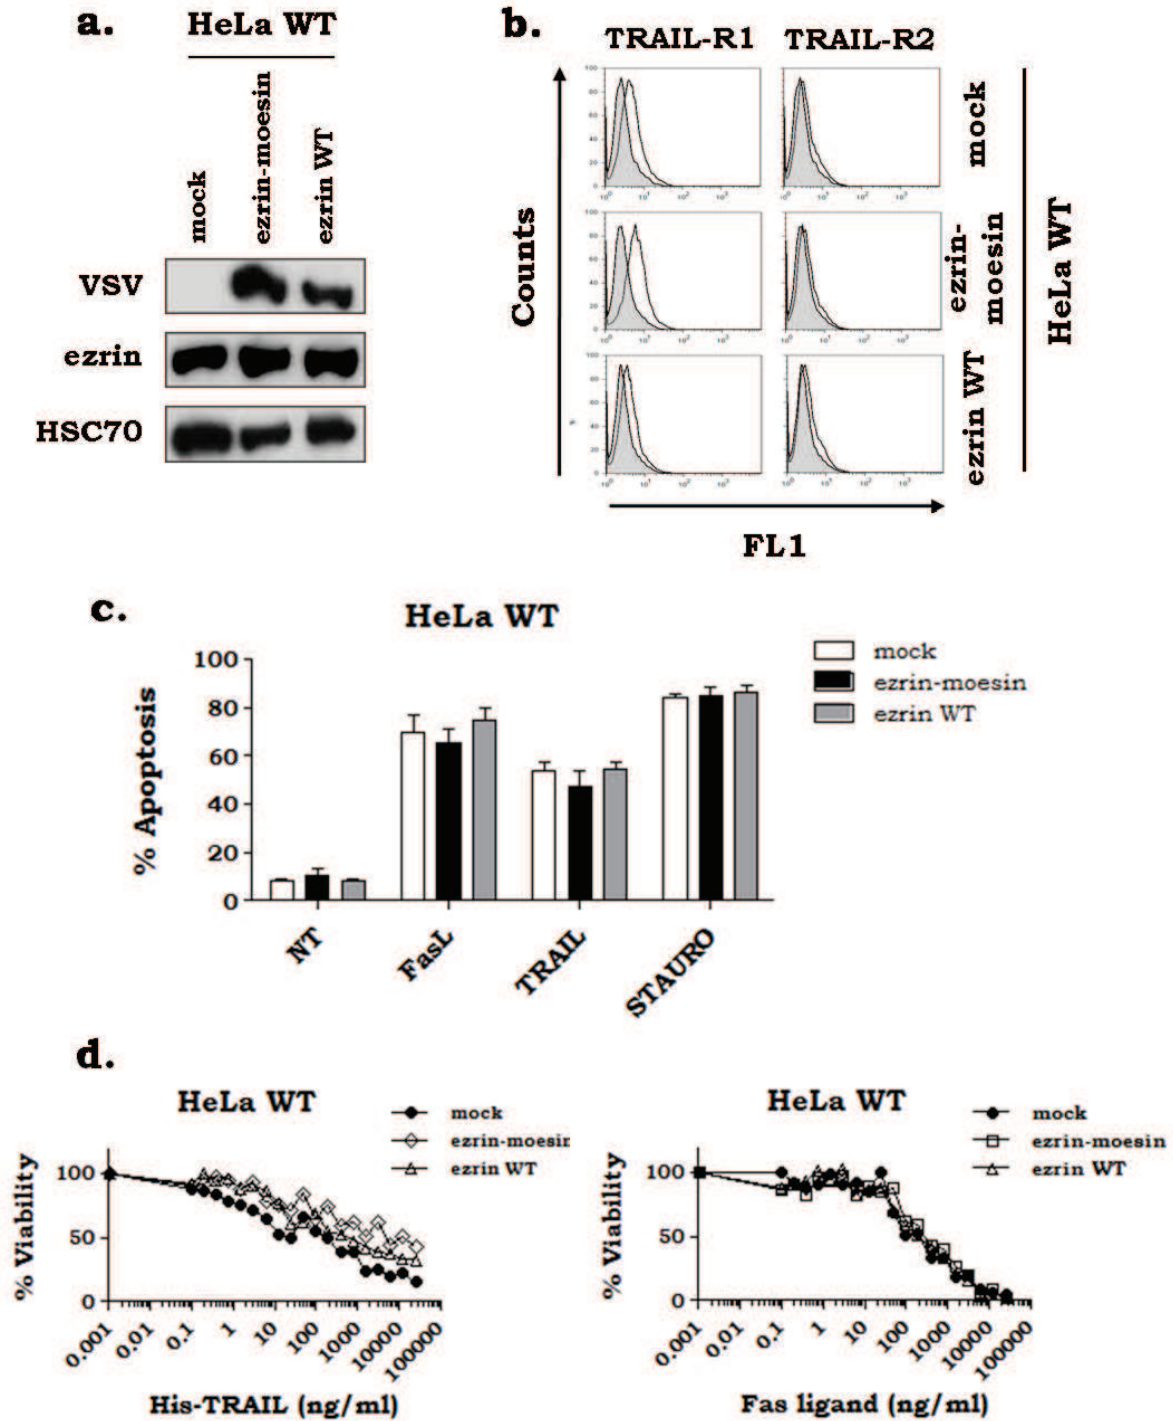 a.
HeLa WT
mock
ezrin-moesin
ezrin WT
VSV
ezrin
HSC70
b.
TRAIL-R1
TRAIL-R2
Counts
mock
ezrin-
moesin
ezrin WT
HeLa WT
FL1
c.
HeLa WT
% Apoptosis
100
80
60
40
20
0
NT
FasL
TRAIL
STAURO
mock
ezrin-moesin
ezrin WT
d.
HeLa WT
mock
ezrin-moesin
ezrin WT
% Viability
100
50
0
0.001
0.01
0.1
1
10
100
1000
10000
100000
His-TRAIL (ng/ml)
HeLa WT
mock
ezrin-moesin
ezrin WT
% Viability
100
50
0
0.001
0.01
0.1
1
10
100
1000
10000
100000
Fas ligand (ng/ml)